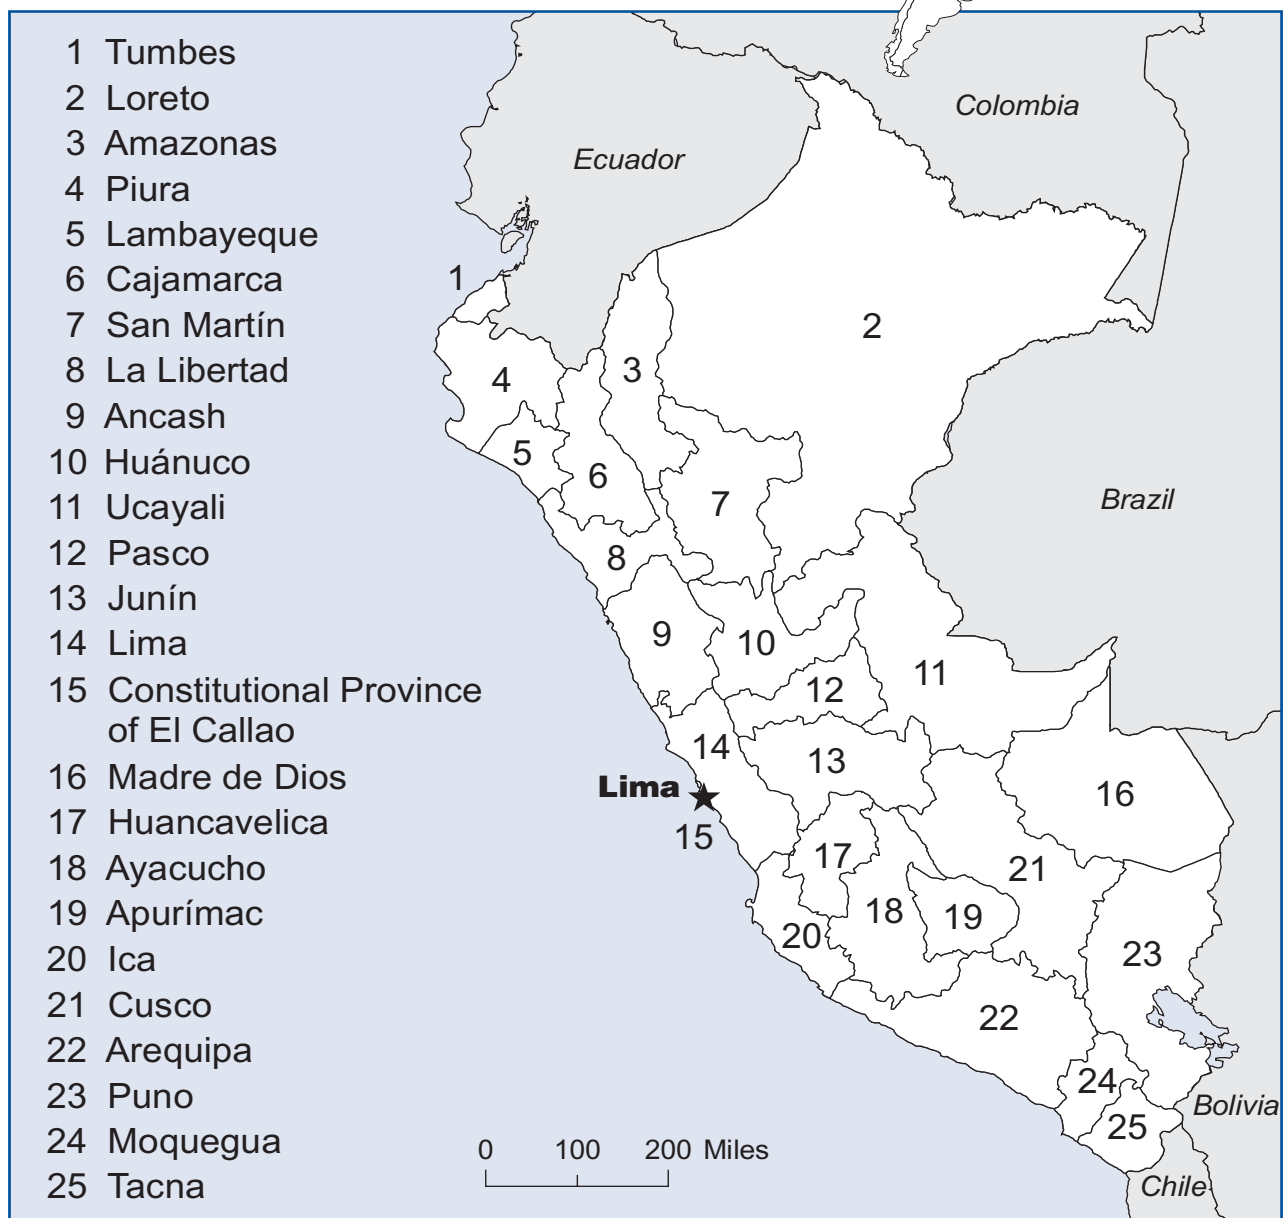 1 Tumbes
2 Loreto
3 Amazonas
4 Piura
5 Lambayeque
6 Cajamarca
7 San Martín
8 La Libertad
9 Ancash
10 Huánuco
11 Ucayali
12 Pasco
13 Junín
14 Lima
15 Constitutional Province
of El Callao
16 Madre de Dios
17 Huancavelica
18 Ayacucho
19 Apurímac
20 Ica
21 Cusco
22 Arequipa
23 Puno
24 Moquegua
25 Tacna
Colombia
Ecuador
1
2
3
4
5
6
7
Brazil
8
9
10
11
12
14
13
Lima
16
15
17
21
18
19
20
23
22
24
25
Bolivia
Chile
0 100 200 Miles